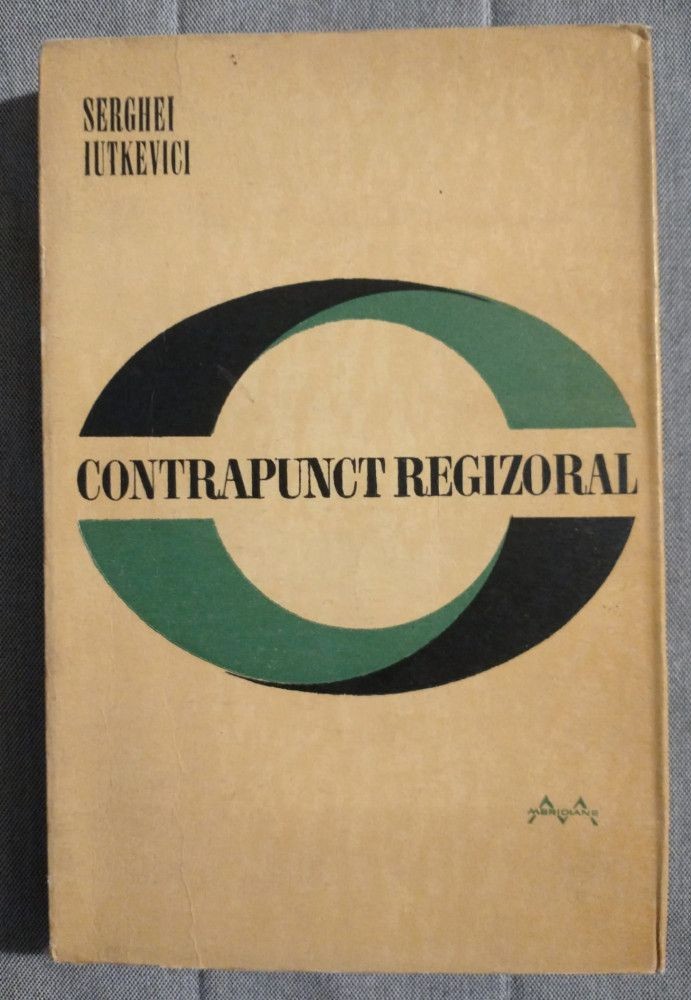 SERGHEI
IUTKEVICI
CONTRAPUNCT REGIZORAL
MERIDIANE